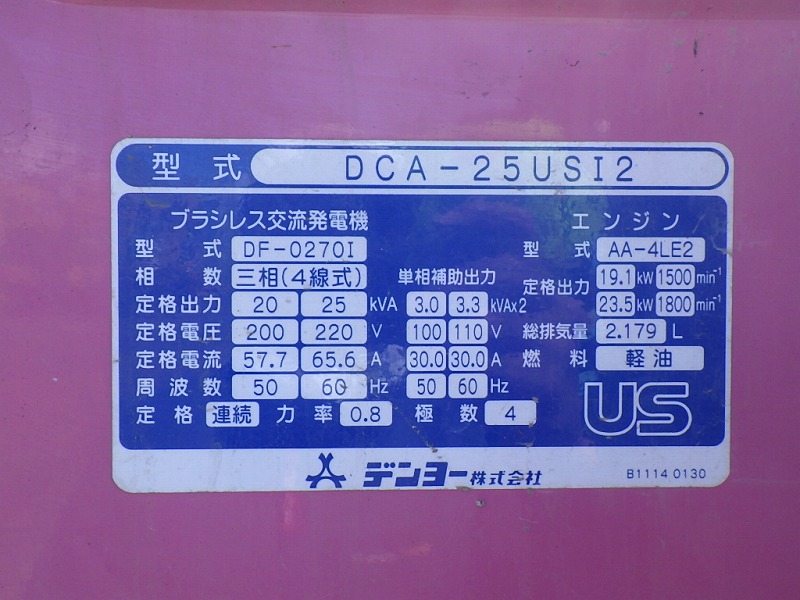 型式 DCA-25USI2
ブラシレス交流発電機
型式 DF-0270I
相数 三相(4線式) 単相補助出力
定格出力 20 25 kVA 3.0 3.3 kVAx2
定格電圧 200 220 V 100 110 V
定格電流 57.7 65.6 A 30.0 30.0 A
周波数 50 60 Hz 50 60 Hz
定格 連続 力率 0.8 極数 4
エンジン
型式 AA-4LE2
定格出力 19.1 kW 1500 min⁻¹
23.5 kW 1800 min⁻¹
総排気量 2.179 L
燃料 軽油
US
デンヨー株式会社
B1114 0130